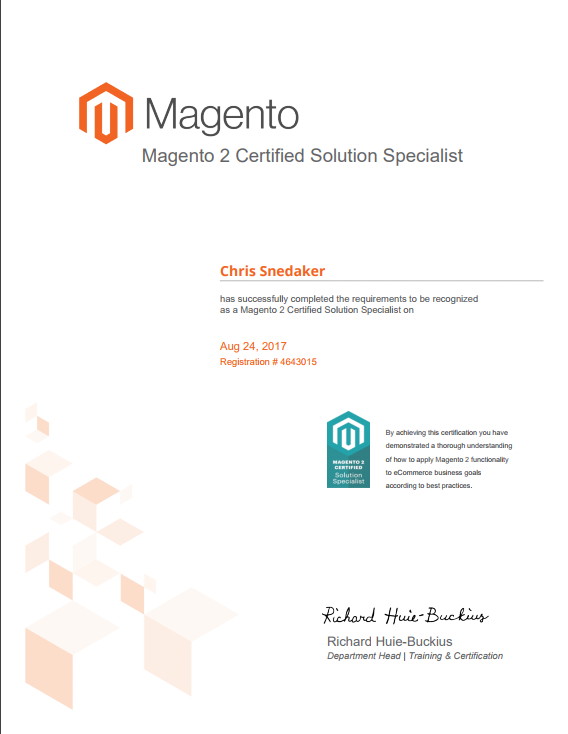 Magento
Magento 2 Certified Solution Specialist
Chris Snedaker
has successfully completed the requirements to be recognized
as a Magento 2 Certified Solution Specialist on
Aug 24, 2017
Registration # 4643015
MAGENTO 2
CERTIFIED
Solution
Specialist
By achieving this certification you have
demonstrated a thorough understanding
of how to apply Magento 2 functionality
to eCommerce business goals
according to best practices.
Richard Huie-Buckius
Richard Huie-Buckius
Department Head | Training & Certification